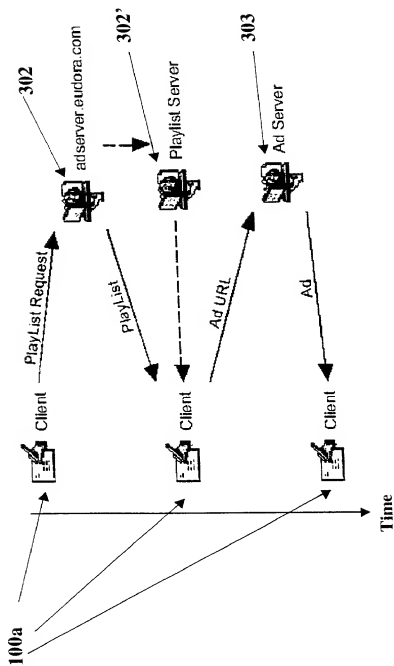 302
adserver.eudora.com
302'
Playlist Server
303
Ad Server
PlayList Request
PlayList
Ad URL
Ad
Client
Client
Client
100a
Time